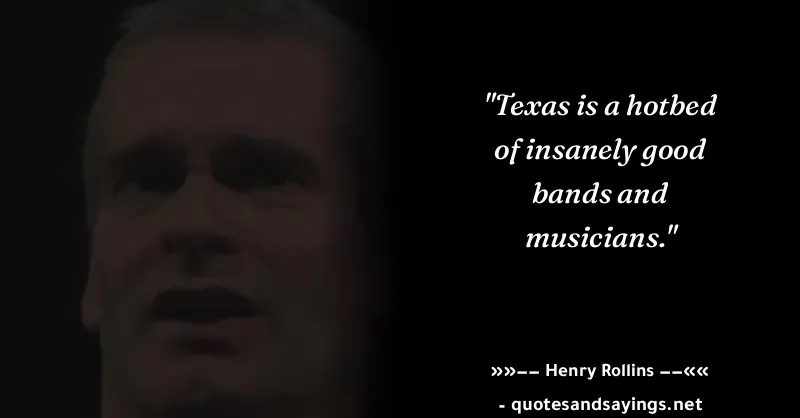 "Texas is a hotbed
of insanely good
bands and
musicians."
»»−− Henry Rollins −−««
- quotesandsayings.net